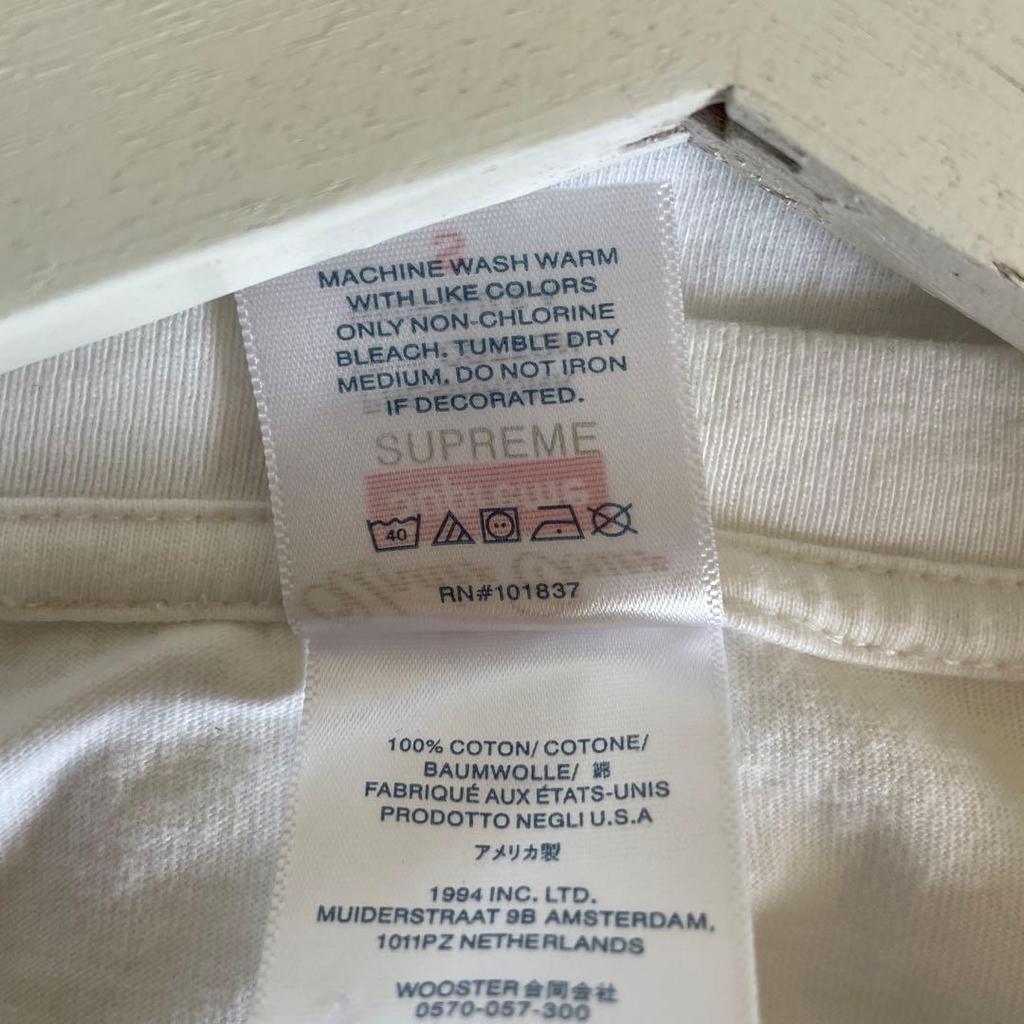 MACHINE WASH WARM
WITH LIKE COLORS
ONLY NON-CHLORINE
BLEACH. TUMBLE DRY
MEDIUM. DO NOT IRON
IF DECORATED.
SUPREME
40
RN#101837
100% COTON/ COTONE/
BAUMWOLLE/ 綿
FABRIQUÉ AUX ÉTATS-UNIS
PRODOTTO NEGLI U.S.A
アメリカ製
1994 INC. LTD.
MUIDERSTRAAT 9B AMSTERDAM,
1011PZ NETHERLANDS
WOOSTER合同会社
0570-057-300